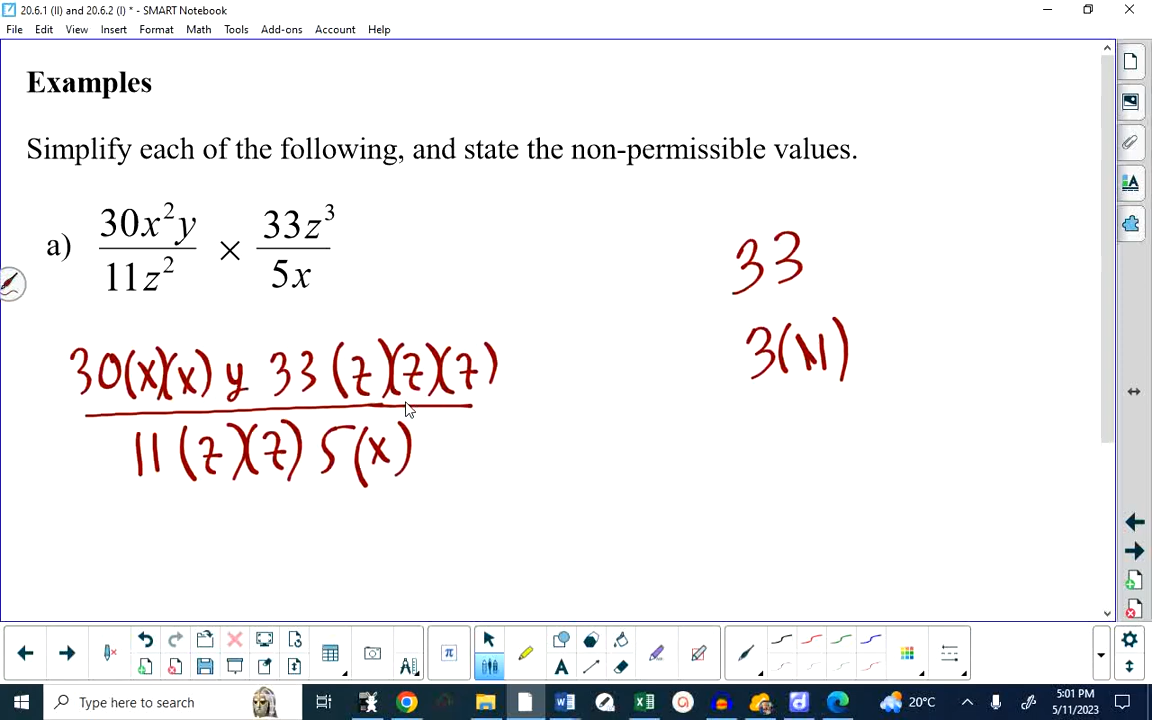 20.6.1 (II) and 20.6.2 (I) * - SMART Notebook
File Edit View Insert Format Math Tools Add-ons Account Help
Examples
Simplify each of the following, and state the non-permissible values.
a) 30x²y/11z² × 33z³/5x
33
3(11)
30(x)(x) y 33 (z)(z)(z)
11 (z)(z) 5(x)
π
A
Type here to search
20°C
5:01 PM
5/11/2023